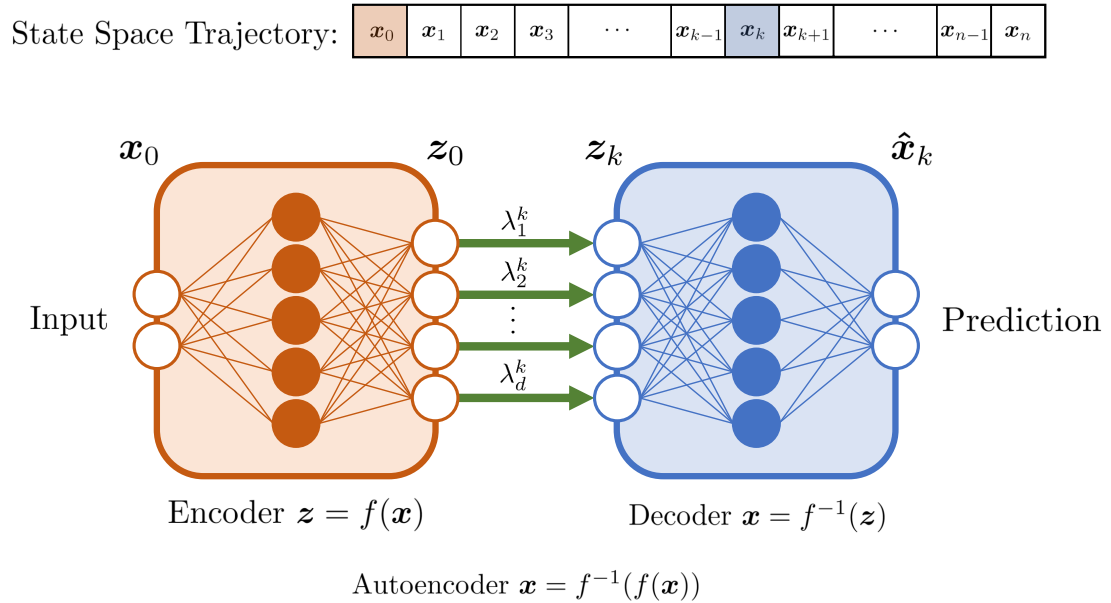 State Space Trajectory: x₀ x₁ x₂ x₃ ⋯ xₖ₋₁ xₖ xₖ₊₁ ⋯ xₙ₋₁ xₙ
x₀ z₀ zₖ x̂ₖ
λ₁ᵏ
λ₂ᵏ
⋮
Input Prediction
λ_dᵏ
Encoder z = f(x) Decoder x = f⁻¹(z)
Autoencoder x = f⁻¹(f(x))